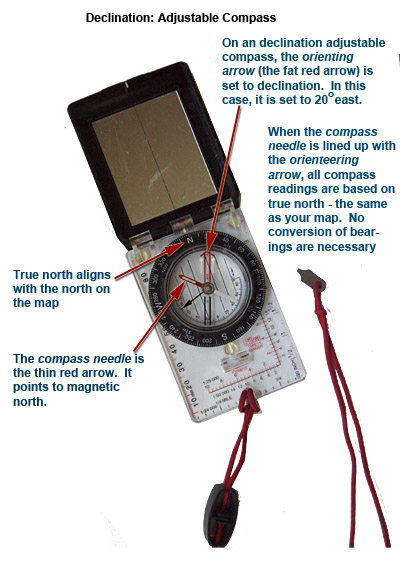 Declination: Adjustable Compass
On an declination adjustable
compass, the orienting
arrow (the fat red arrow) is
set to declination. In this
case, it is set to 20°east.
When the compass
needle is lined up with
the orienteering
arrow, all compass
readings are based on
true north - the same
as your map. No
conversion of bear-
ings are necessary
True north aligns
with the north on
the map
The compass needle is
the thin red arrow. It
points to magnetic
north.
N
S
W